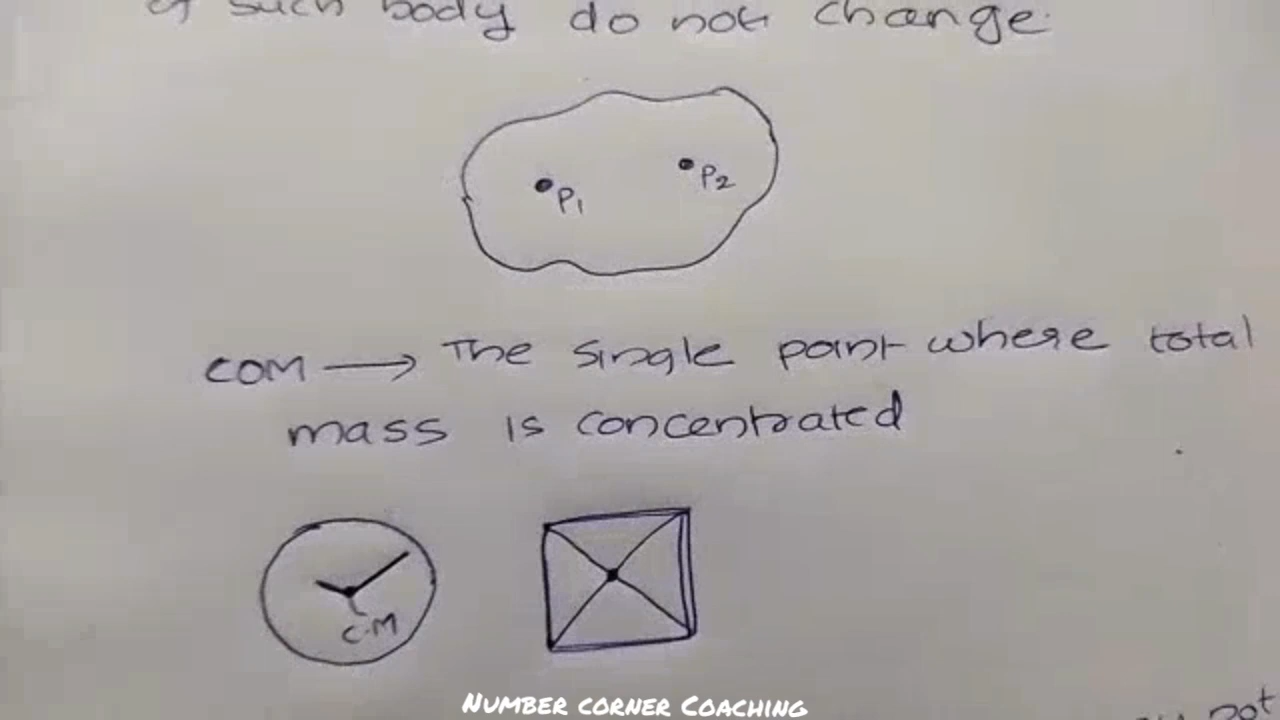 of such body do not change.
P1
P2
COM → The single point where total
mass is concentrated
C.M
NUMBER CORNER COACHING
not